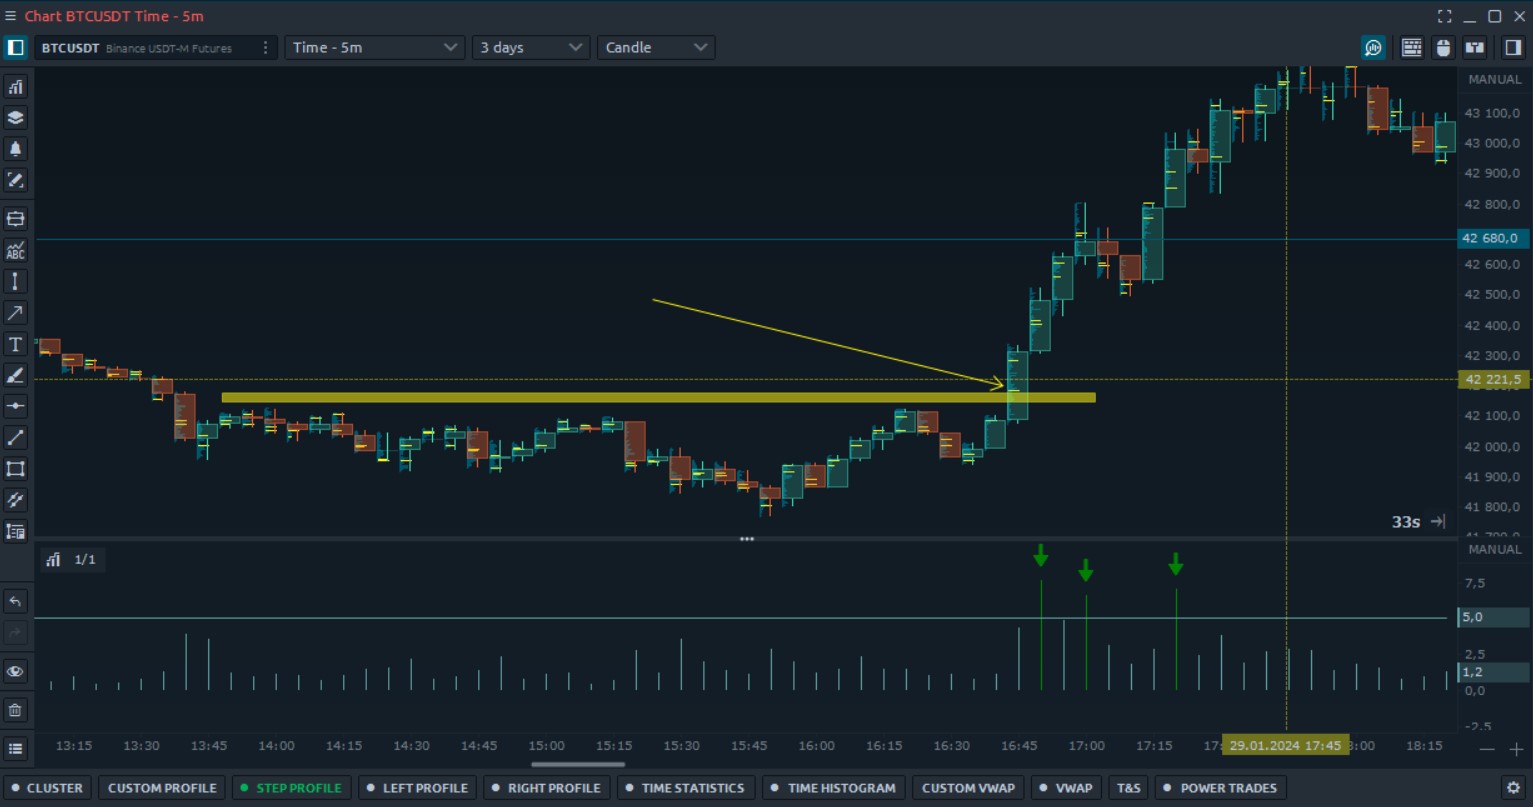 Chart BTCUSDT Time - 5m
BTCUSDT Binance USDT-M Futures
Time - 5m
3 days
Candle
MANUAL
43 100,0
43 000,0
42 900,0
42 800,0
42 680,0
42 600,0
42 500,0
42 400,0
42 300,0
42 221,5
42 100,0
42 000,0
41 900,0
41 800,0
41 700,0
ABC
T
33s
1/1
MANUAL
7,5
5,0
2,5
1,2
0,0
-2,5
13:15 13:30 13:45 14:00 14:15 14:30 14:45 15:00 15:15 15:30 15:45 16:00 16:15 16:30 16:45 17:00 17:15 29.01.2024 17:45 18:15
CLUSTER CUSTOM PROFILE STEP PROFILE LEFT PROFILE RIGHT PROFILE TIME STATISTICS TIME HISTOGRAM CUSTOM VWAP VWAP T&S POWER TRADES